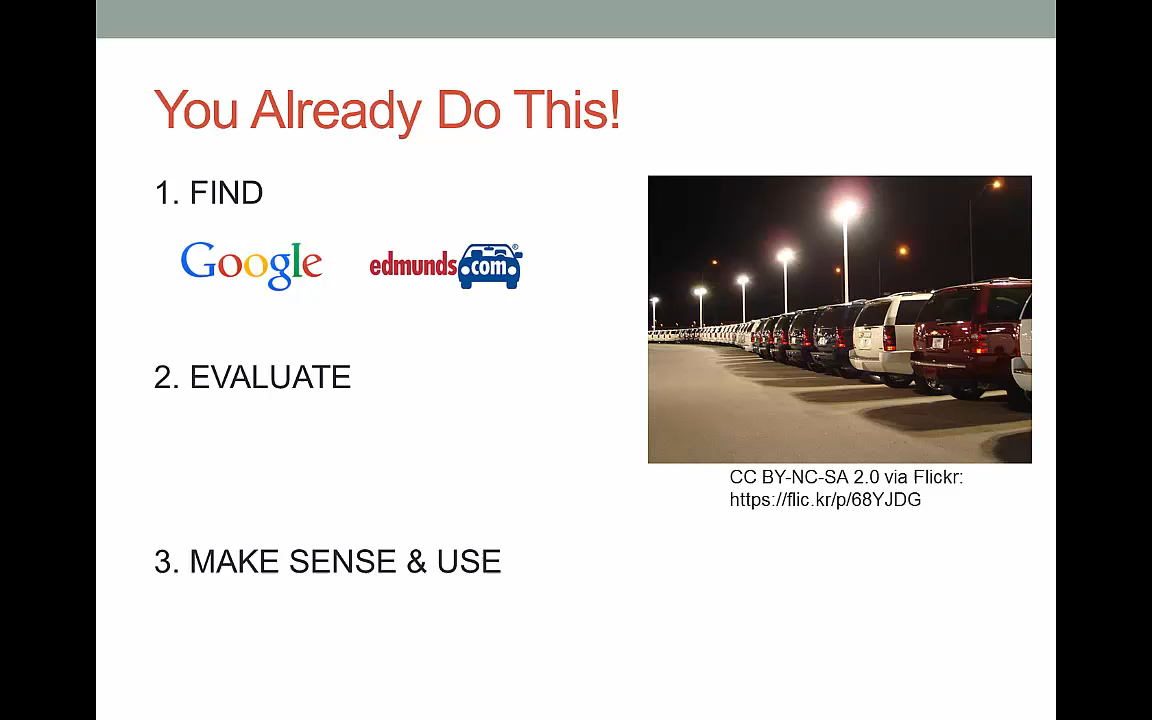 You Already Do This!
1. FIND
Google
edmunds.com®
2. EVALUATE
CC BY-NC-SA 2.0 via Flickr:
https://flic.kr/p/68YJDG
3. MAKE SENSE & USE